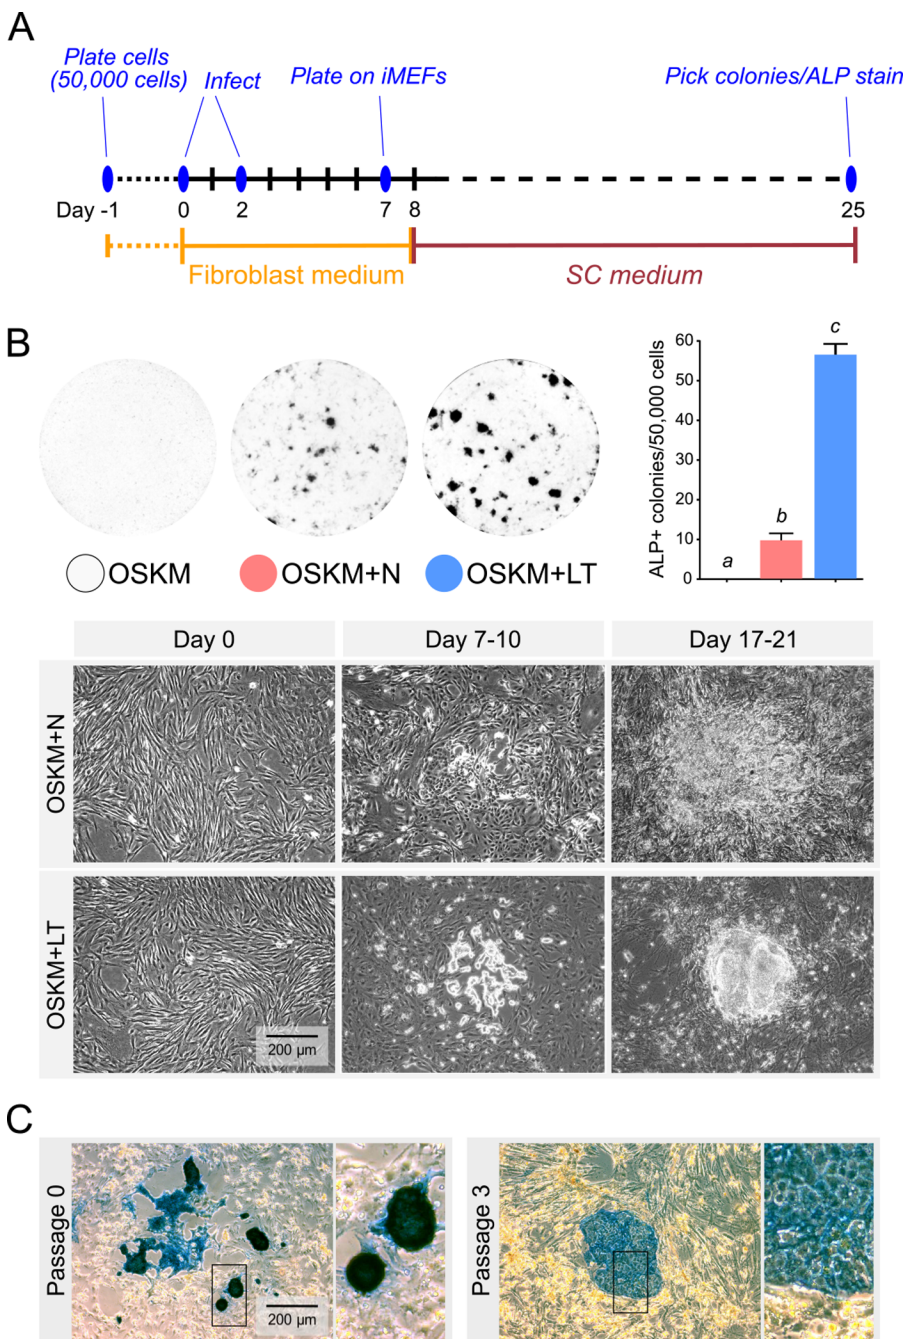 A
Plate cells
(50,000 cells)
Infect
Plate on iMEFs
Pick colonies/ALP stain
Day -1
0
2
7
8
25
Fibroblast medium
SC medium
B
OSKM
OSKM+N
OSKM+LT
ALP+ colonies/50,000 cells
60
50
40
30
20
10
0
a
b
c
Day 0
Day 7-10
Day 17-21
OSKM+N
OSKM+LT
200 µm
C
Passage 0
200 µm
Passage 3